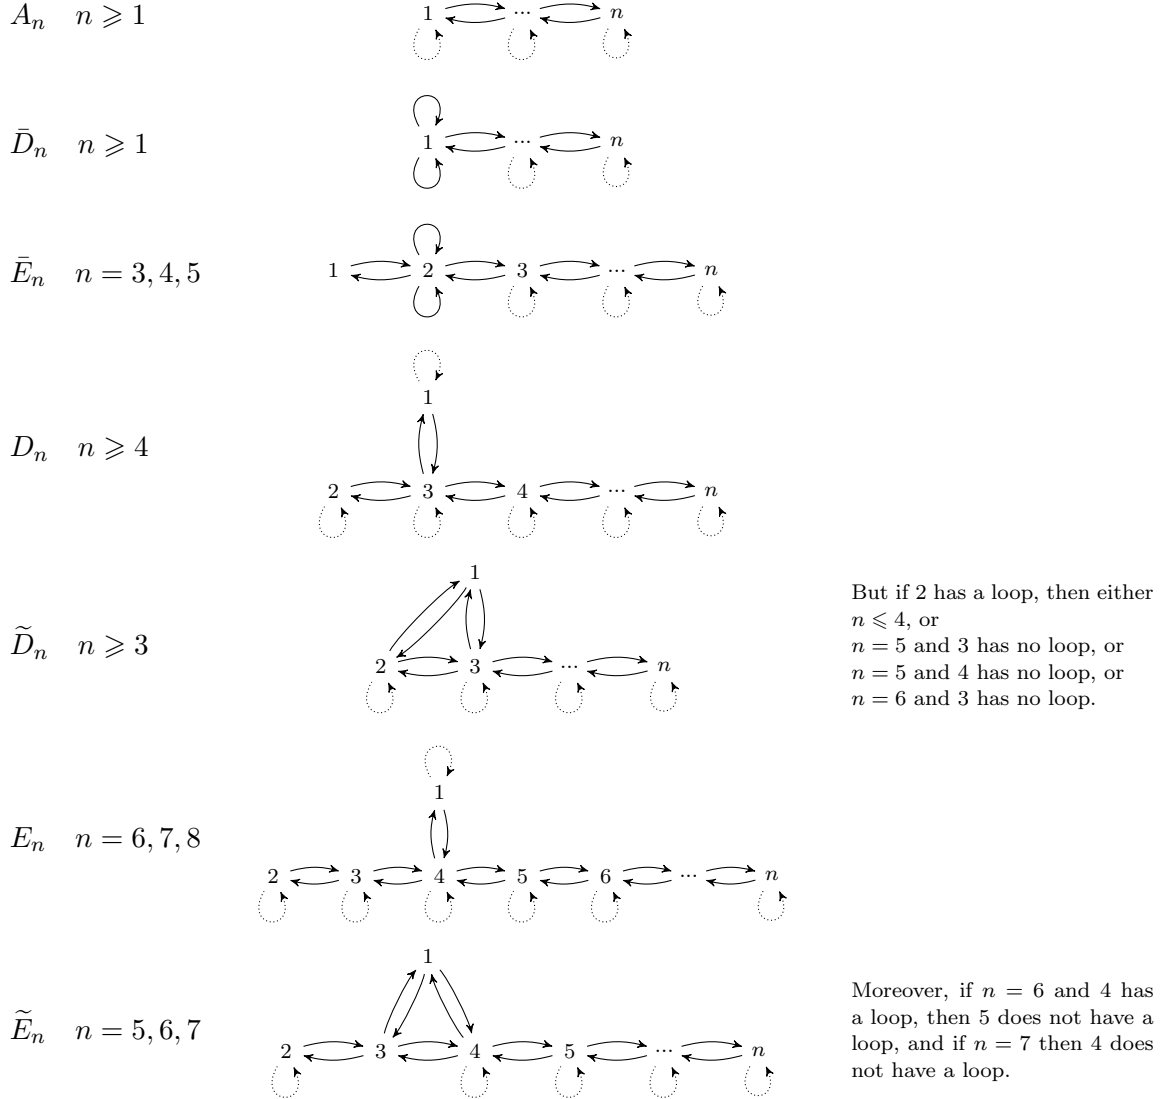 A_n n ⩾ 1
1 ... n
D̄_n n ⩾ 1
1 ... n
Ē_n n = 3, 4, 5
1 2 3 ... n
1
D_n n ⩾ 4
2 3 4 ... n
1
D̃_n n ⩾ 3
2 3 ... n
But if 2 has a loop, then either
n ⩽ 4, or
n = 5 and 3 has no loop, or
n = 5 and 4 has no loop, or
n = 6 and 3 has no loop.
1
E_n n = 6, 7, 8
2 3 4 5 6 ... n
1
Ẽ_n n = 5, 6, 7
2 3 4 5 ... n
Moreover, if n = 6 and 4 has
a loop, then 5 does not have a
loop, and if n = 7 then 4 does
not have a loop.